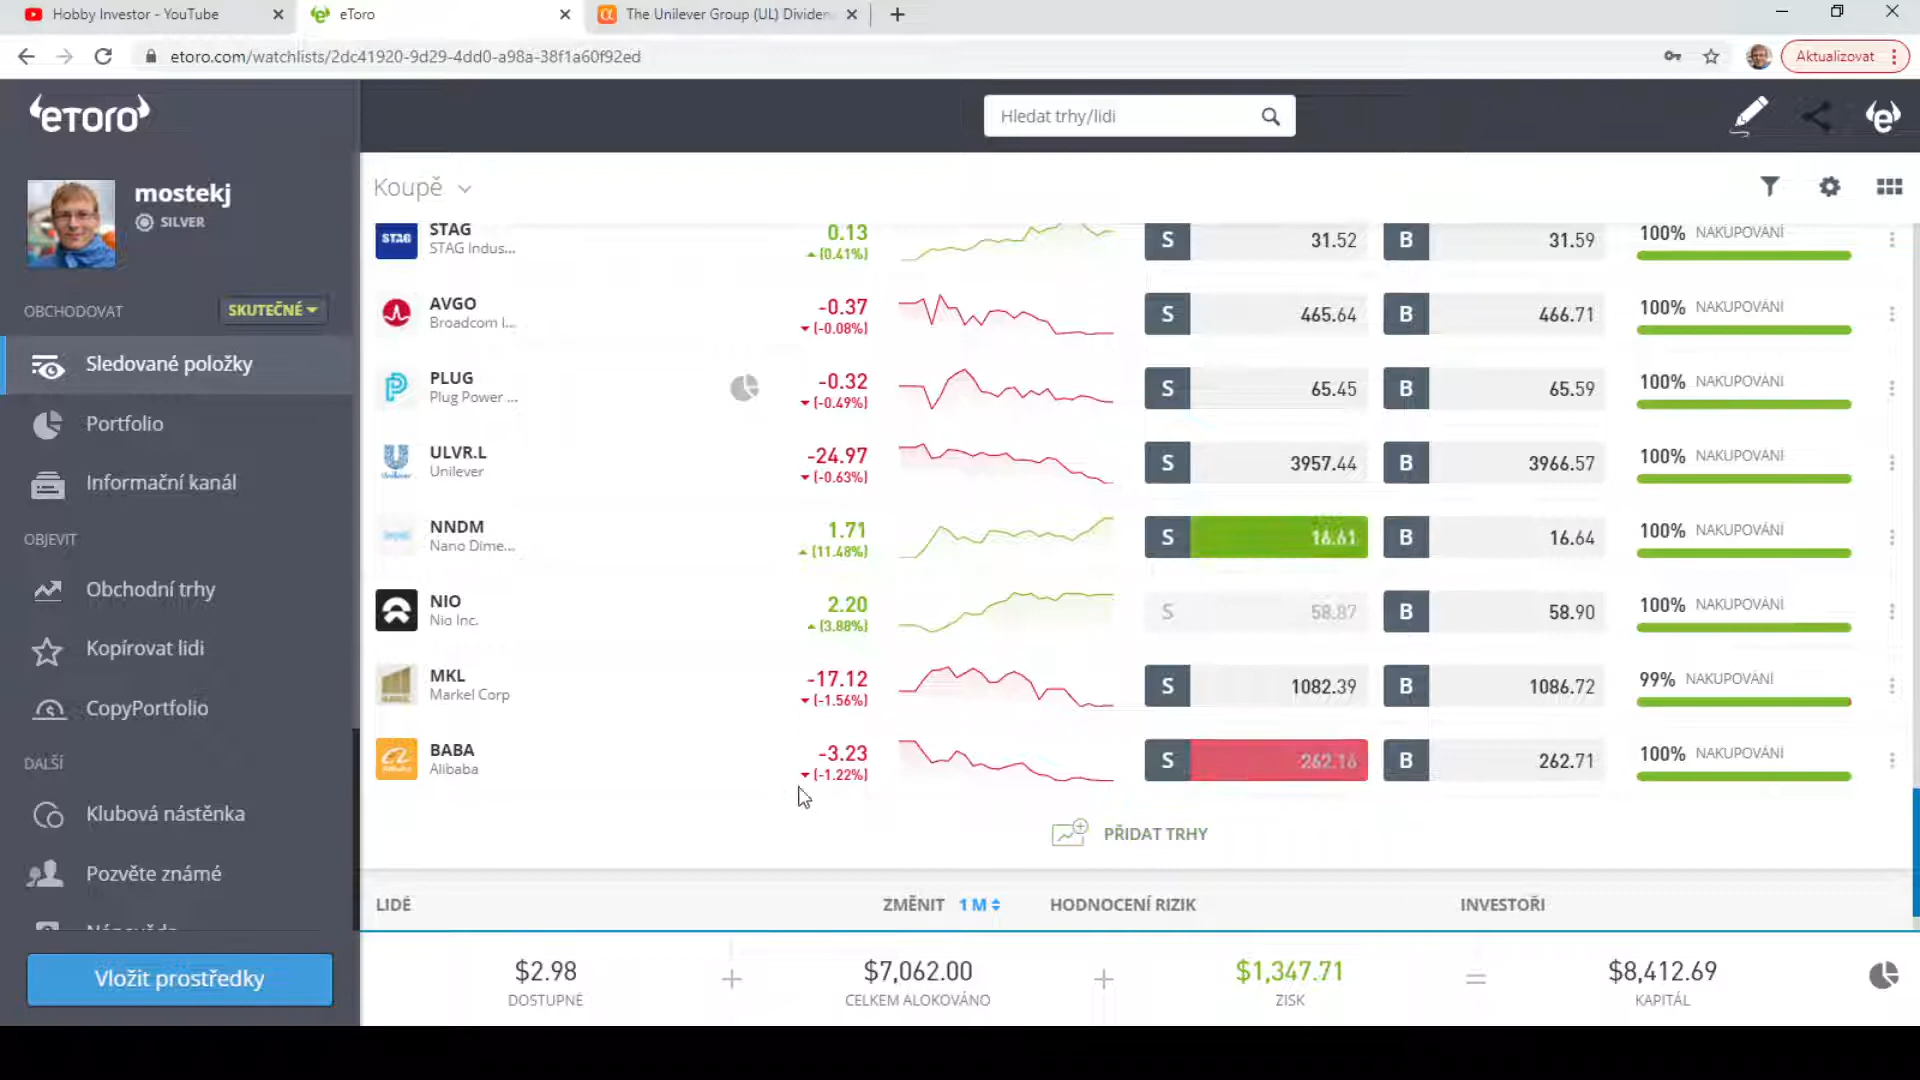 Hobby Investor - YouTube
eToro
The Unilever Group (UL) Dividen
etoro.com/watchlists/2dc41920-9d29-4dd0-a98a-38f1a60f92ed
Aktualizovat
eToro
Hledat trhy/lidi
mostekj
SILVER
OBCHODOVAT
SKUTEČNÉ
Sledované položky
Portfolio
Informační kanál
OBJEVIT
Obchodní trhy
Kopírovat lidi
CopyPortfolio
DALŠÍ
Klubová nástěnka
Pozvěte známé
Nápověda
Vložit prostředky
Koupě
STAG
STAG
STAG Indus...
0.13
(0.41%)
S 31.52
B 31.59
100% NAKUPOVÁNÍ
AVGO
Broadcom I...
-0.37
(-0.08%)
S 465.64
B 466.71
100% NAKUPOVÁNÍ
PLUG
Plug Power ...
-0.32
(-0.49%)
S 65.45
B 65.59
100% NAKUPOVÁNÍ
Unilever
ULVR.L
Unilever
-24.97
(-0.63%)
S 3957.44
B 3966.57
100% NAKUPOVÁNÍ
NNDM
Nano Dime...
1.71
(11.48%)
S 16.61
B 16.64
100% NAKUPOVÁNÍ
NIO
Nio Inc.
2.20
(3.88%)
S 58.87
B 58.90
100% NAKUPOVÁNÍ
MKL
Markel Corp
-17.12
(-1.56%)
S 1082.39
B 1086.72
99% NAKUPOVÁNÍ
BABA
Alibaba
-3.23
(-1.22%)
S 262.16
B 262.71
100% NAKUPOVÁNÍ
PŘIDAT TRHY
LIDÉ ZMĚNIT 1 M HODNOCENÍ RIZIK INVESTOŘI
$2.98 + $7,062.00 + $1,347.71 = $8,412.69
DOSTUPNÉ CELKEM ALOKOVÁNO ZISK KAPITÁL